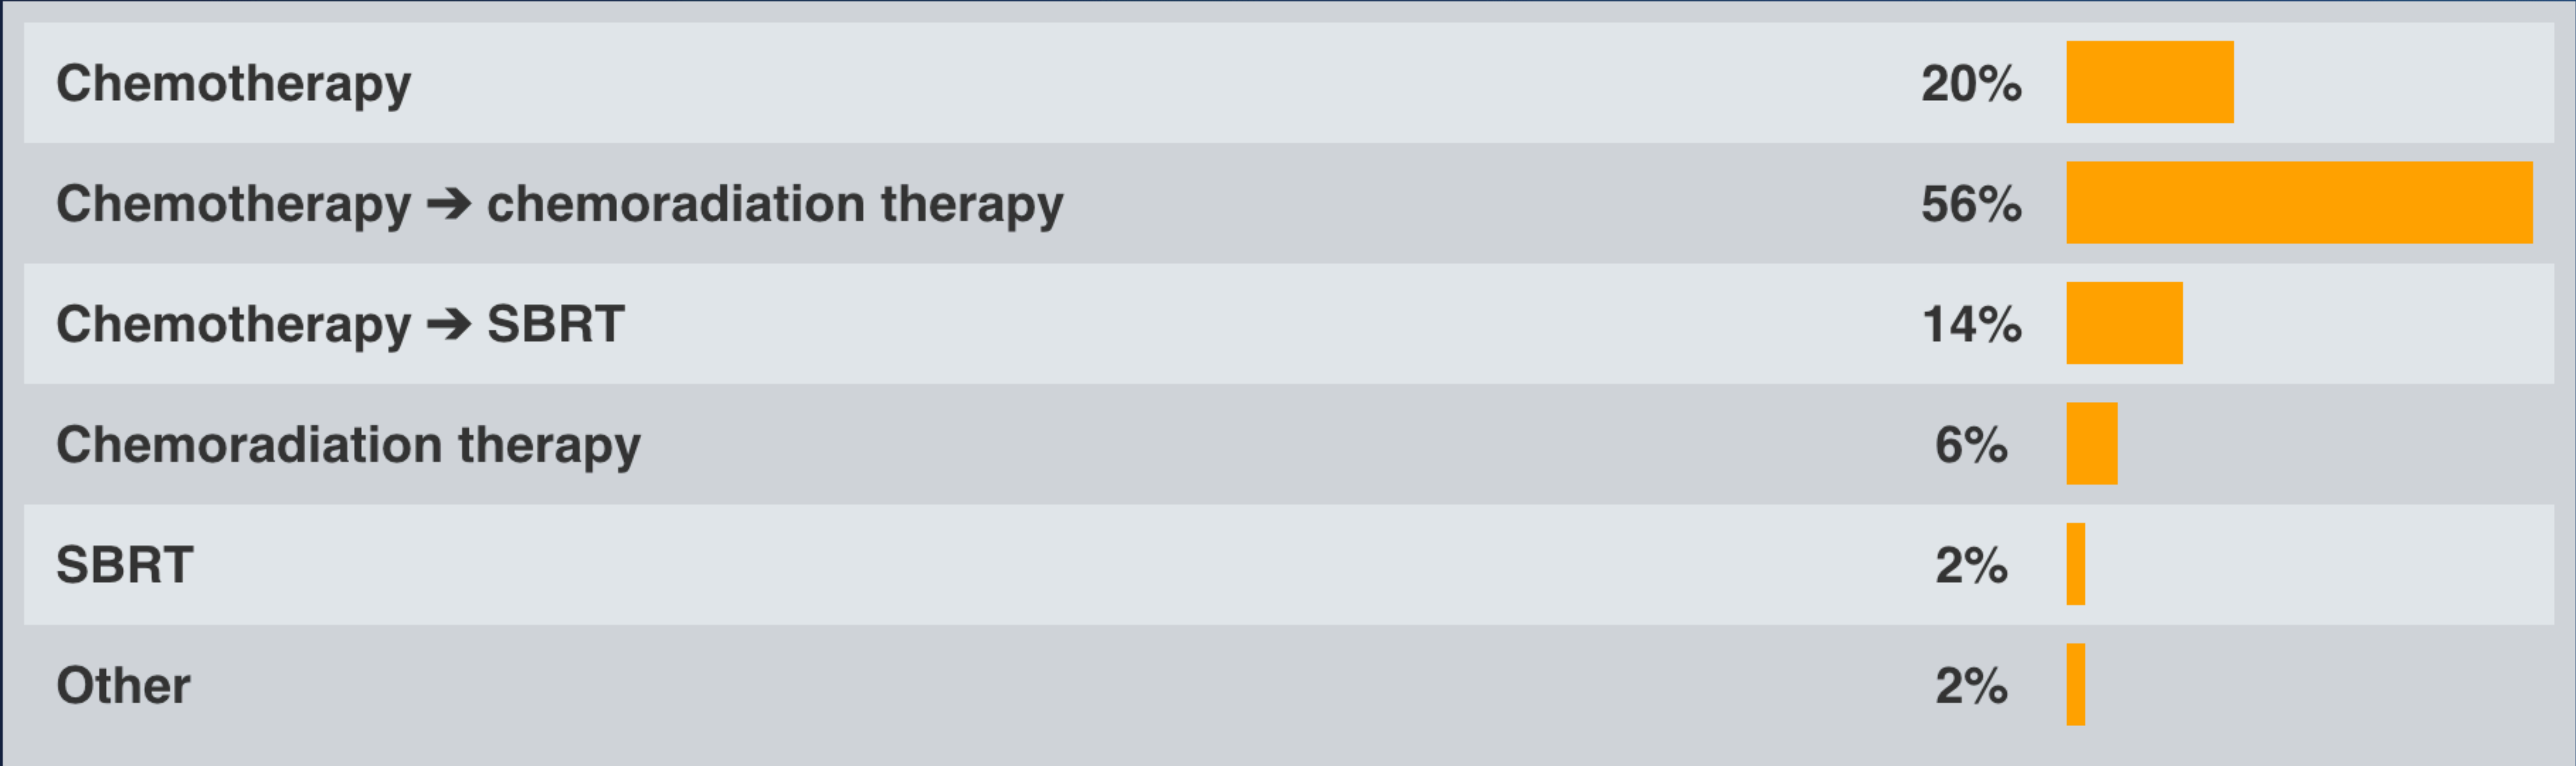 Chemotherapy 20%
Chemotherapy ➔ chemoradiation therapy 56%
Chemotherapy ➔ SBRT 14%
Chemoradiation therapy 6%
SBRT 2%
Other 2%